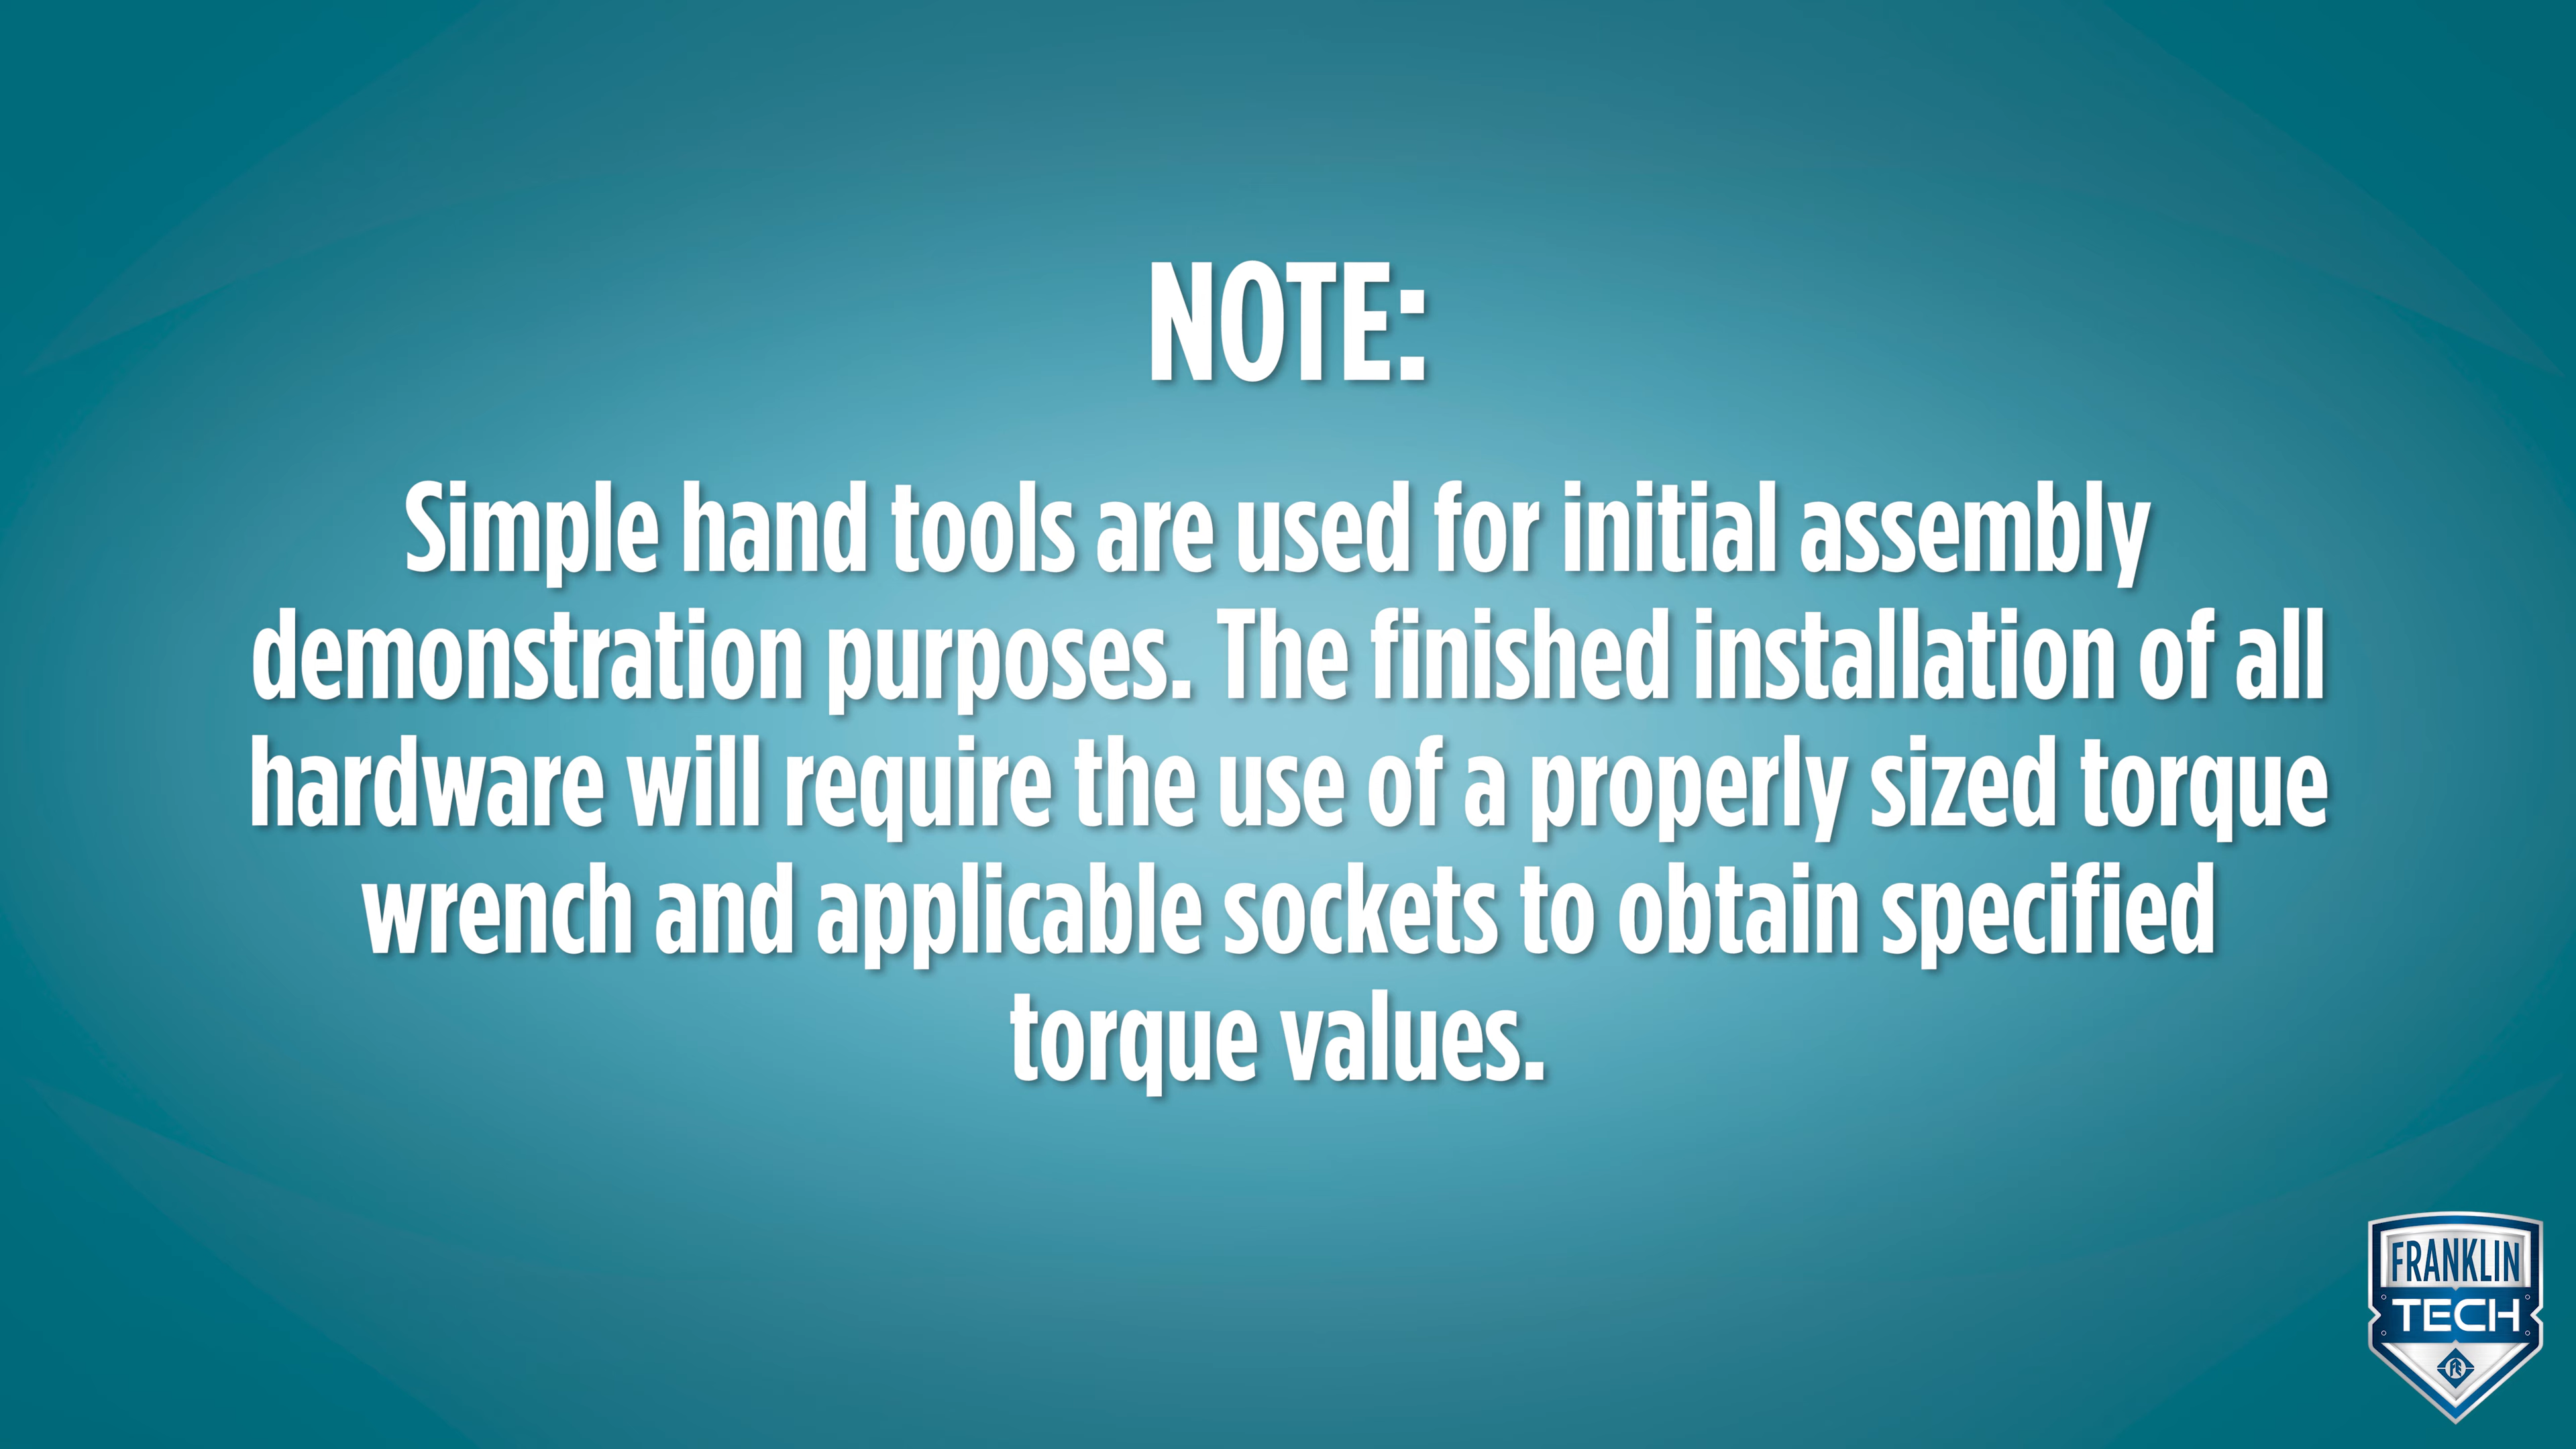 NOTE:
Simple hand tools are used for initial assembly
demonstration purposes. The finished installation of all
hardware will require the use of a properly sized torque
wrench and applicable sockets to obtain specified
torque values.
FRANKLIN
TECH